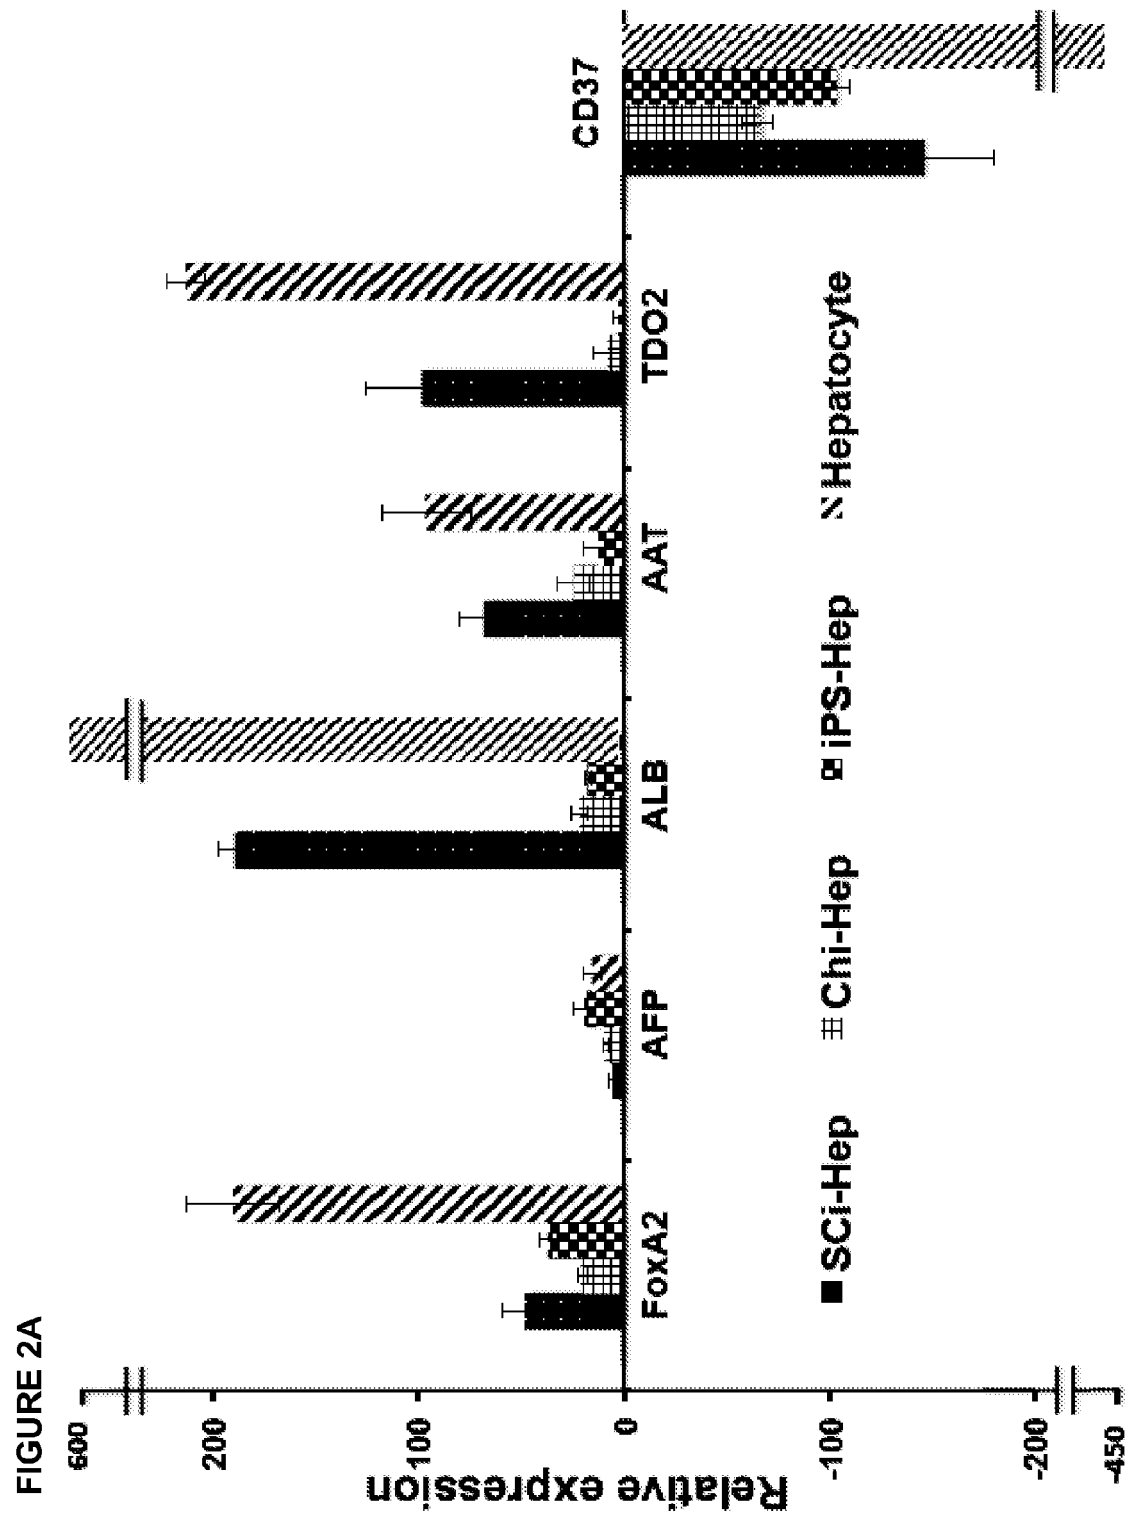 FIGURE 2A
600
200
100
0
-100
-200
-450
Relative expression
FoxA2 AFP ALB AAT TDO2 CD37
SCi-Hep Chi-Hep iPS-Hep Hepatocyte